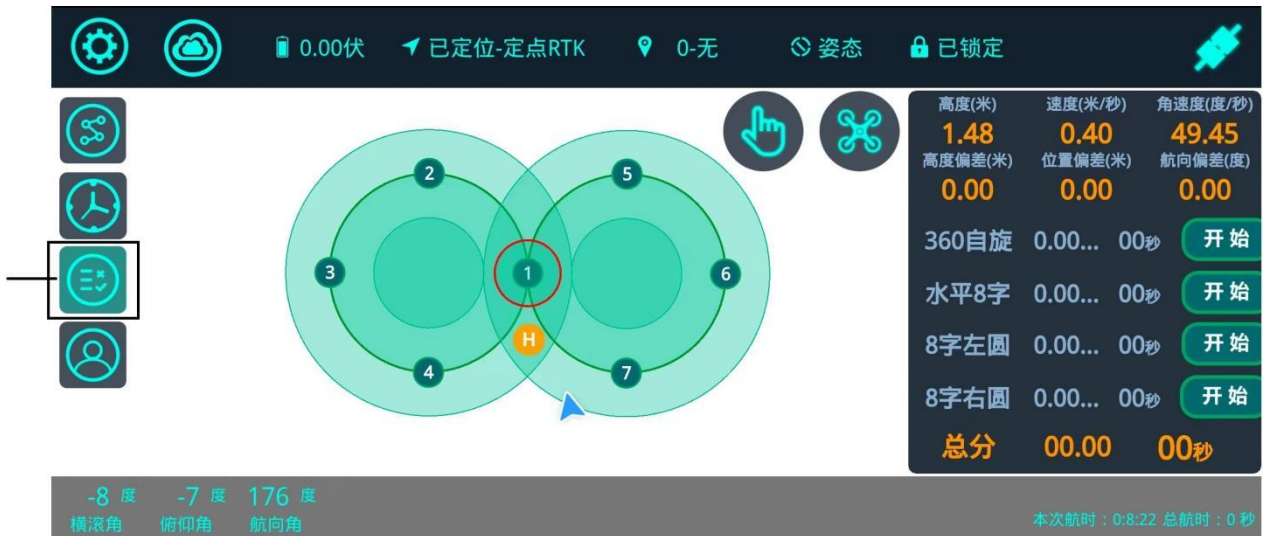 0.00伏 已定位-定点RTK 0-无 姿态 已锁定
高度(米) 速度(米/秒) 角速度(度/秒)
1.48 0.40 49.45
高度偏差(米) 位置偏差(米) 航向偏差(度)
0.00 0.00 0.00
360自旋 0.00... 00秒 开始
水平8字 0.00... 00秒 开始
8字左圆 0.00... 00秒 开始
8字右圆 0.00... 00秒 开始
总分 00.00 00秒
2 5
3 1 6
H
4 7
-8 度 -7 度 176 度
横滚角 俯仰角 航向角
本次航时：0:8:22 总航时：0 秒